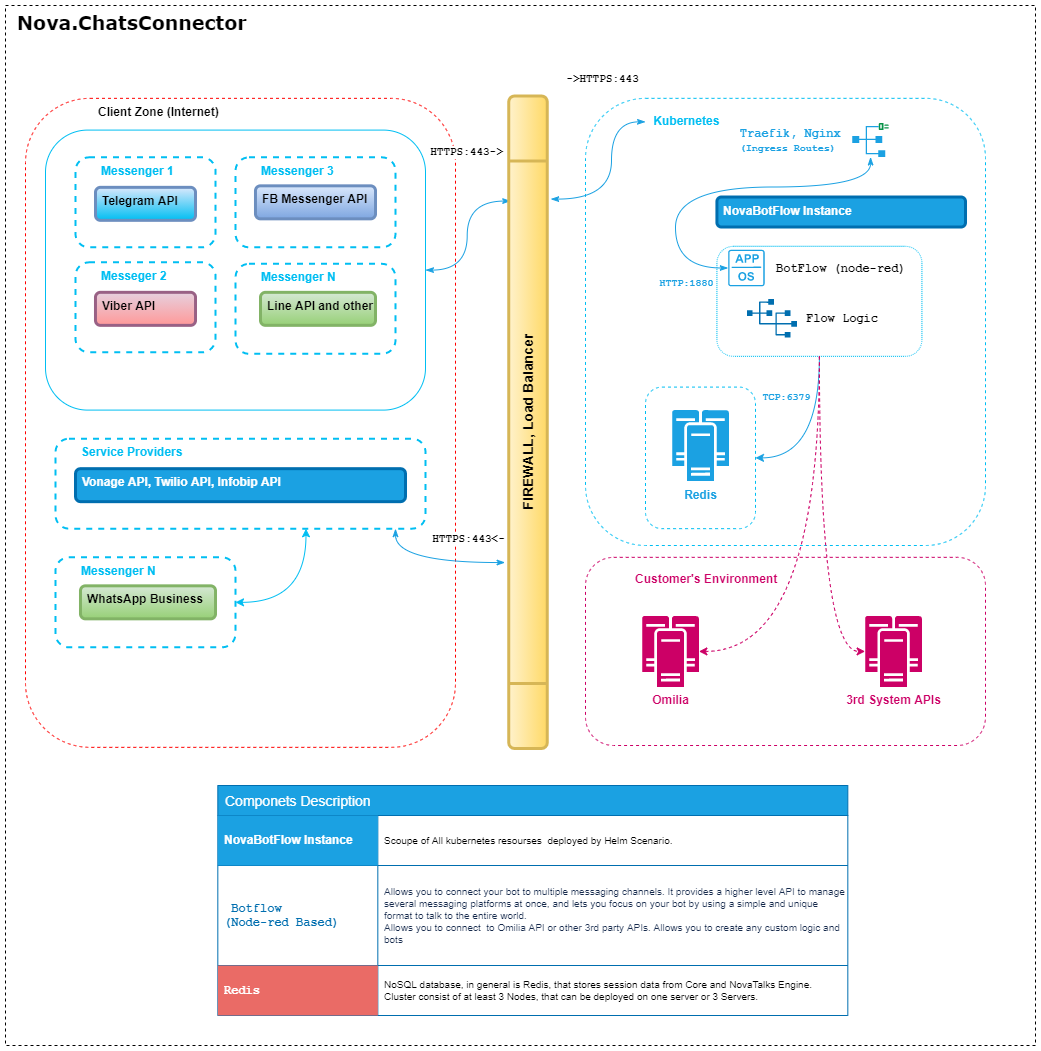 Nova.ChatsConnector
->HTTPS:443
Client Zone (Internet)
Messenger 1
Telegram API
Messenger 3
FB Messenger API
Messeger 2
Viber API
Messenger N
Line API and other
HTTPS:443->
Service Providers
Vonage API, Twilio API, Infobip API
HTTPS:443<-
Messenger N
WhatsApp Business
FIREWALL, Load Balancer
Kubernetes
Traefik, Nginx
(Ingress Routes)
NovaBotFlow Instance
APP
OS
BotFlow (node-red)
HTTP:1880
Flow Logic
TCP:6379
Redis
Customer's Environment
Omilia
3rd System APIs
Componets Description
NovaBotFlow Instance
Scoupe of All kubernetes resourses deployed by Helm Scenario.
Botflow
(Node-red Based)
Allows you to connect your bot to multiple messaging channels. It provides a higher level API to manage
several messaging platforms at once, and lets you focus on your bot by using a simple and unique
format to talk to the entire world.
Allows you to connect to Omilia API or other 3rd party APIs. Allows you to create any custom logic and
bots
Redis
NoSQL database, in general is Redis, that stores session data from Core and NovaTalks Engine.
Cluster consist of at least 3 Nodes, that can be deployed on one server or 3 Servers.